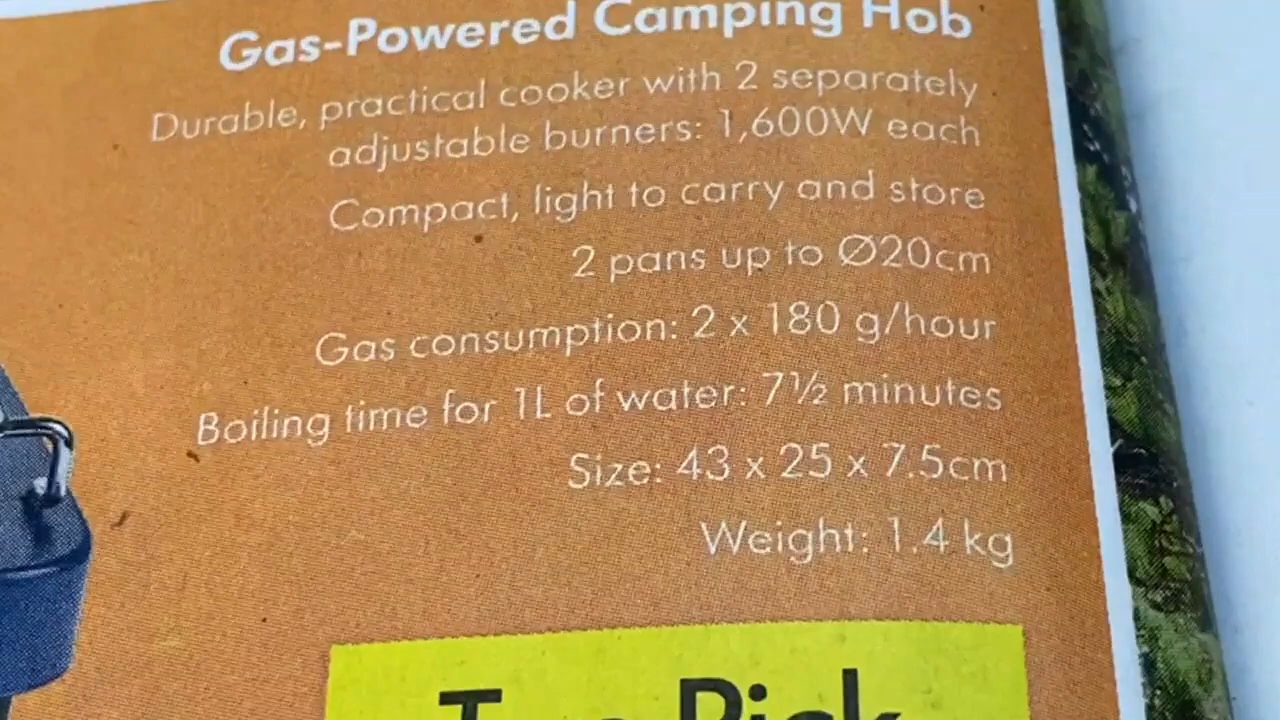 Gas-Powered Camping Hob
Durable, practical cooker with 2 separately
adjustable burners: 1,600W each
Compact, light to carry and store
2 pans up to Ø20cm
Gas consumption: 2 x 180 g/hour
Boiling time for 1L of water: 7½ minutes
Size: 43 x 25 x 7.5cm
Weight: 1.4 kg
Pick